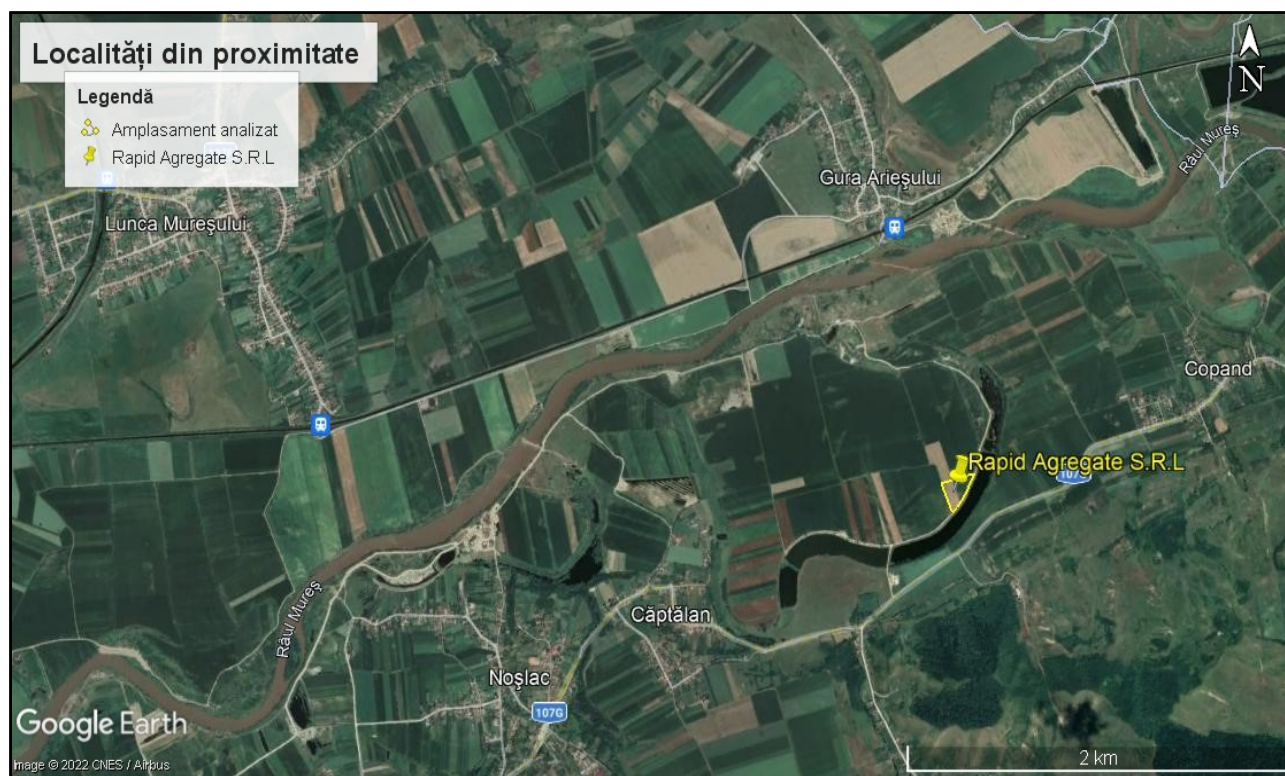 Localități din proximitate
Legendă
Amplasament analizat
Rapid Agregate S.R.L
N
Râul Mureș
Gura Arieșului
Lunca Mureșului
Copand
Rapid Agregate S.R.L
107G
Râul Mureș
Căptălan
Noșlac
107G
Google Earth
Image © 2022 CNES / Airbus
2 km